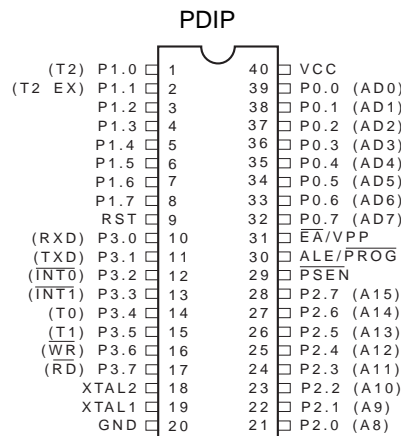 PDIP
(T2) P1.0 1 40 VCC
(T2 EX) P1.1 2 39 P0.0 (AD0)
P1.2 3 38 P0.1 (AD1)
P1.3 4 37 P0.2 (AD2)
P1.4 5 36 P0.3 (AD3)
P1.5 6 35 P0.4 (AD4)
P1.6 7 34 P0.5 (AD5)
P1.7 8 33 P0.6 (AD6)
RST 9 32 P0.7 (AD7)
(RXD) P3.0 10 31 E̅A̅/VPP
(TXD) P3.1 11 30 ALE/P̅R̅O̅G̅
(I̅N̅T̅0̅) P3.2 12 29 P̅S̅E̅N̅
(I̅N̅T̅1̅) P3.3 13 28 P2.7 (A15)
(T0) P3.4 14 27 P2.6 (A14)
(T1) P3.5 15 26 P2.5 (A13)
(W̅R̅) P3.6 16 25 P2.4 (A12)
(R̅D̅) P3.7 17 24 P2.3 (A11)
XTAL2 18 23 P2.2 (A10)
XTAL1 19 22 P2.1 (A9)
GND 20 21 P2.0 (A8)